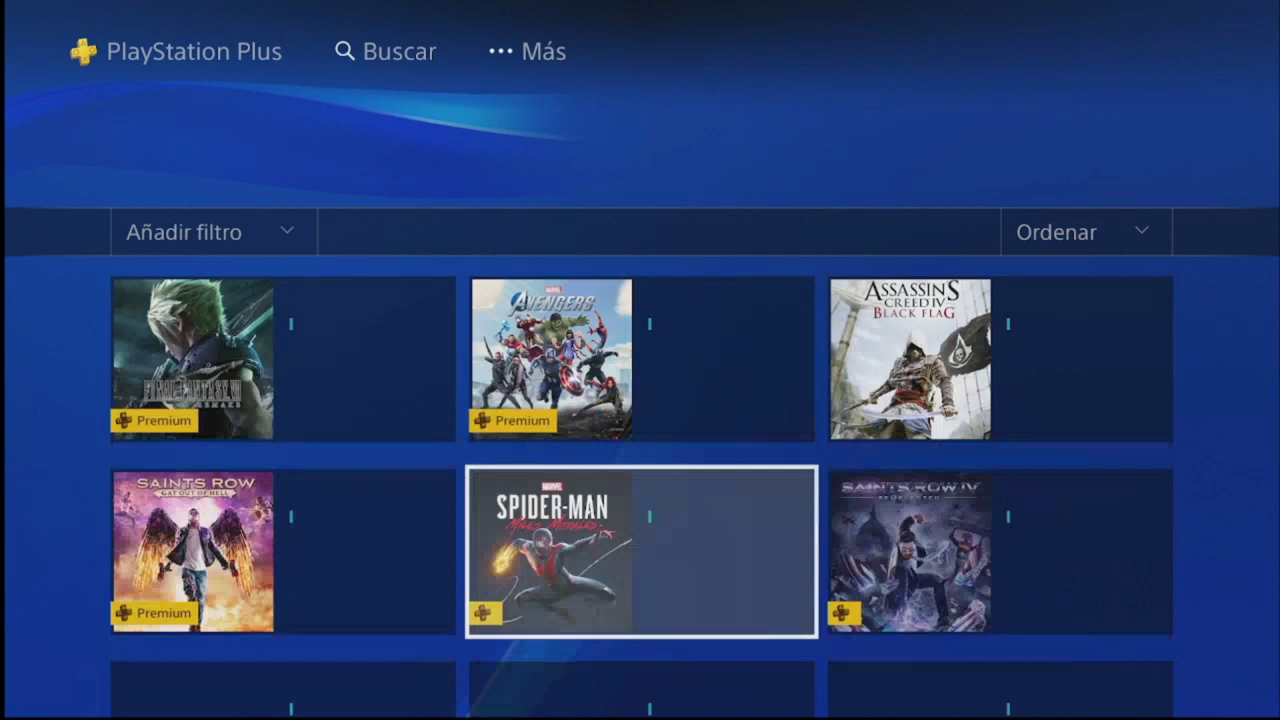 PlayStation Plus
Buscar
Más
Añadir filtro
Ordenar
FINAL FANTASY VII
REMAKE
Premium
MARVEL
AVENGERS
Premium
ASSASSIN'S
CREED IV
BLACK FLAG
SAINTS ROW
GAT OUT OF HELL
Premium
MARVEL
SPIDER-MAN
MILES MORALES
SAINTS ROW IV
RE-ELECTED